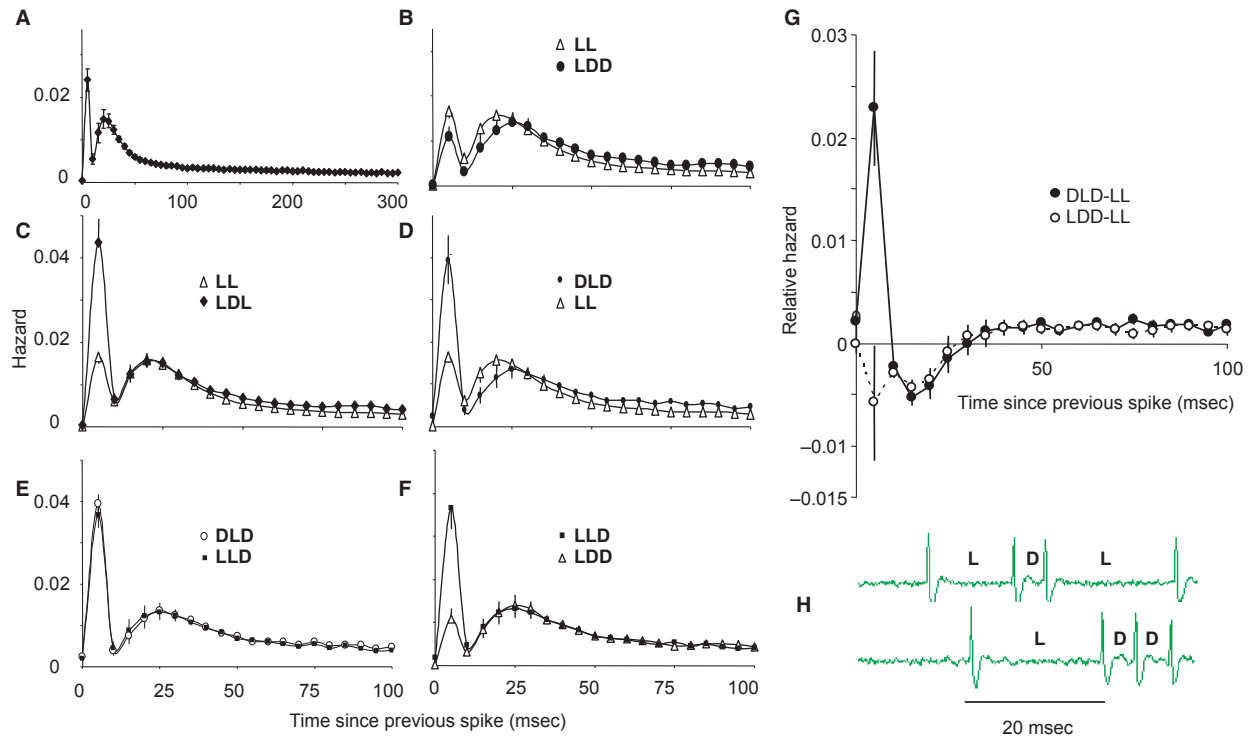 A
0.02
0
0
100
200
300
B
LL
LDD
C
0.04
0.02
0
LL
LDL
D
DLD
LL
Hazard
E
0.04
0.02
0
0
25
50
75
100
DLD
LLD
F
LLD
LDD
0
25
50
75
100
Time since previous spike (msec)
G
0.03
0.02
0.01
0
–0.01
–0.015
Relative hazard
DLD-LL
LDD-LL
50
100
Time since previous spike (msec)
H
L D L
L D D
20 msec